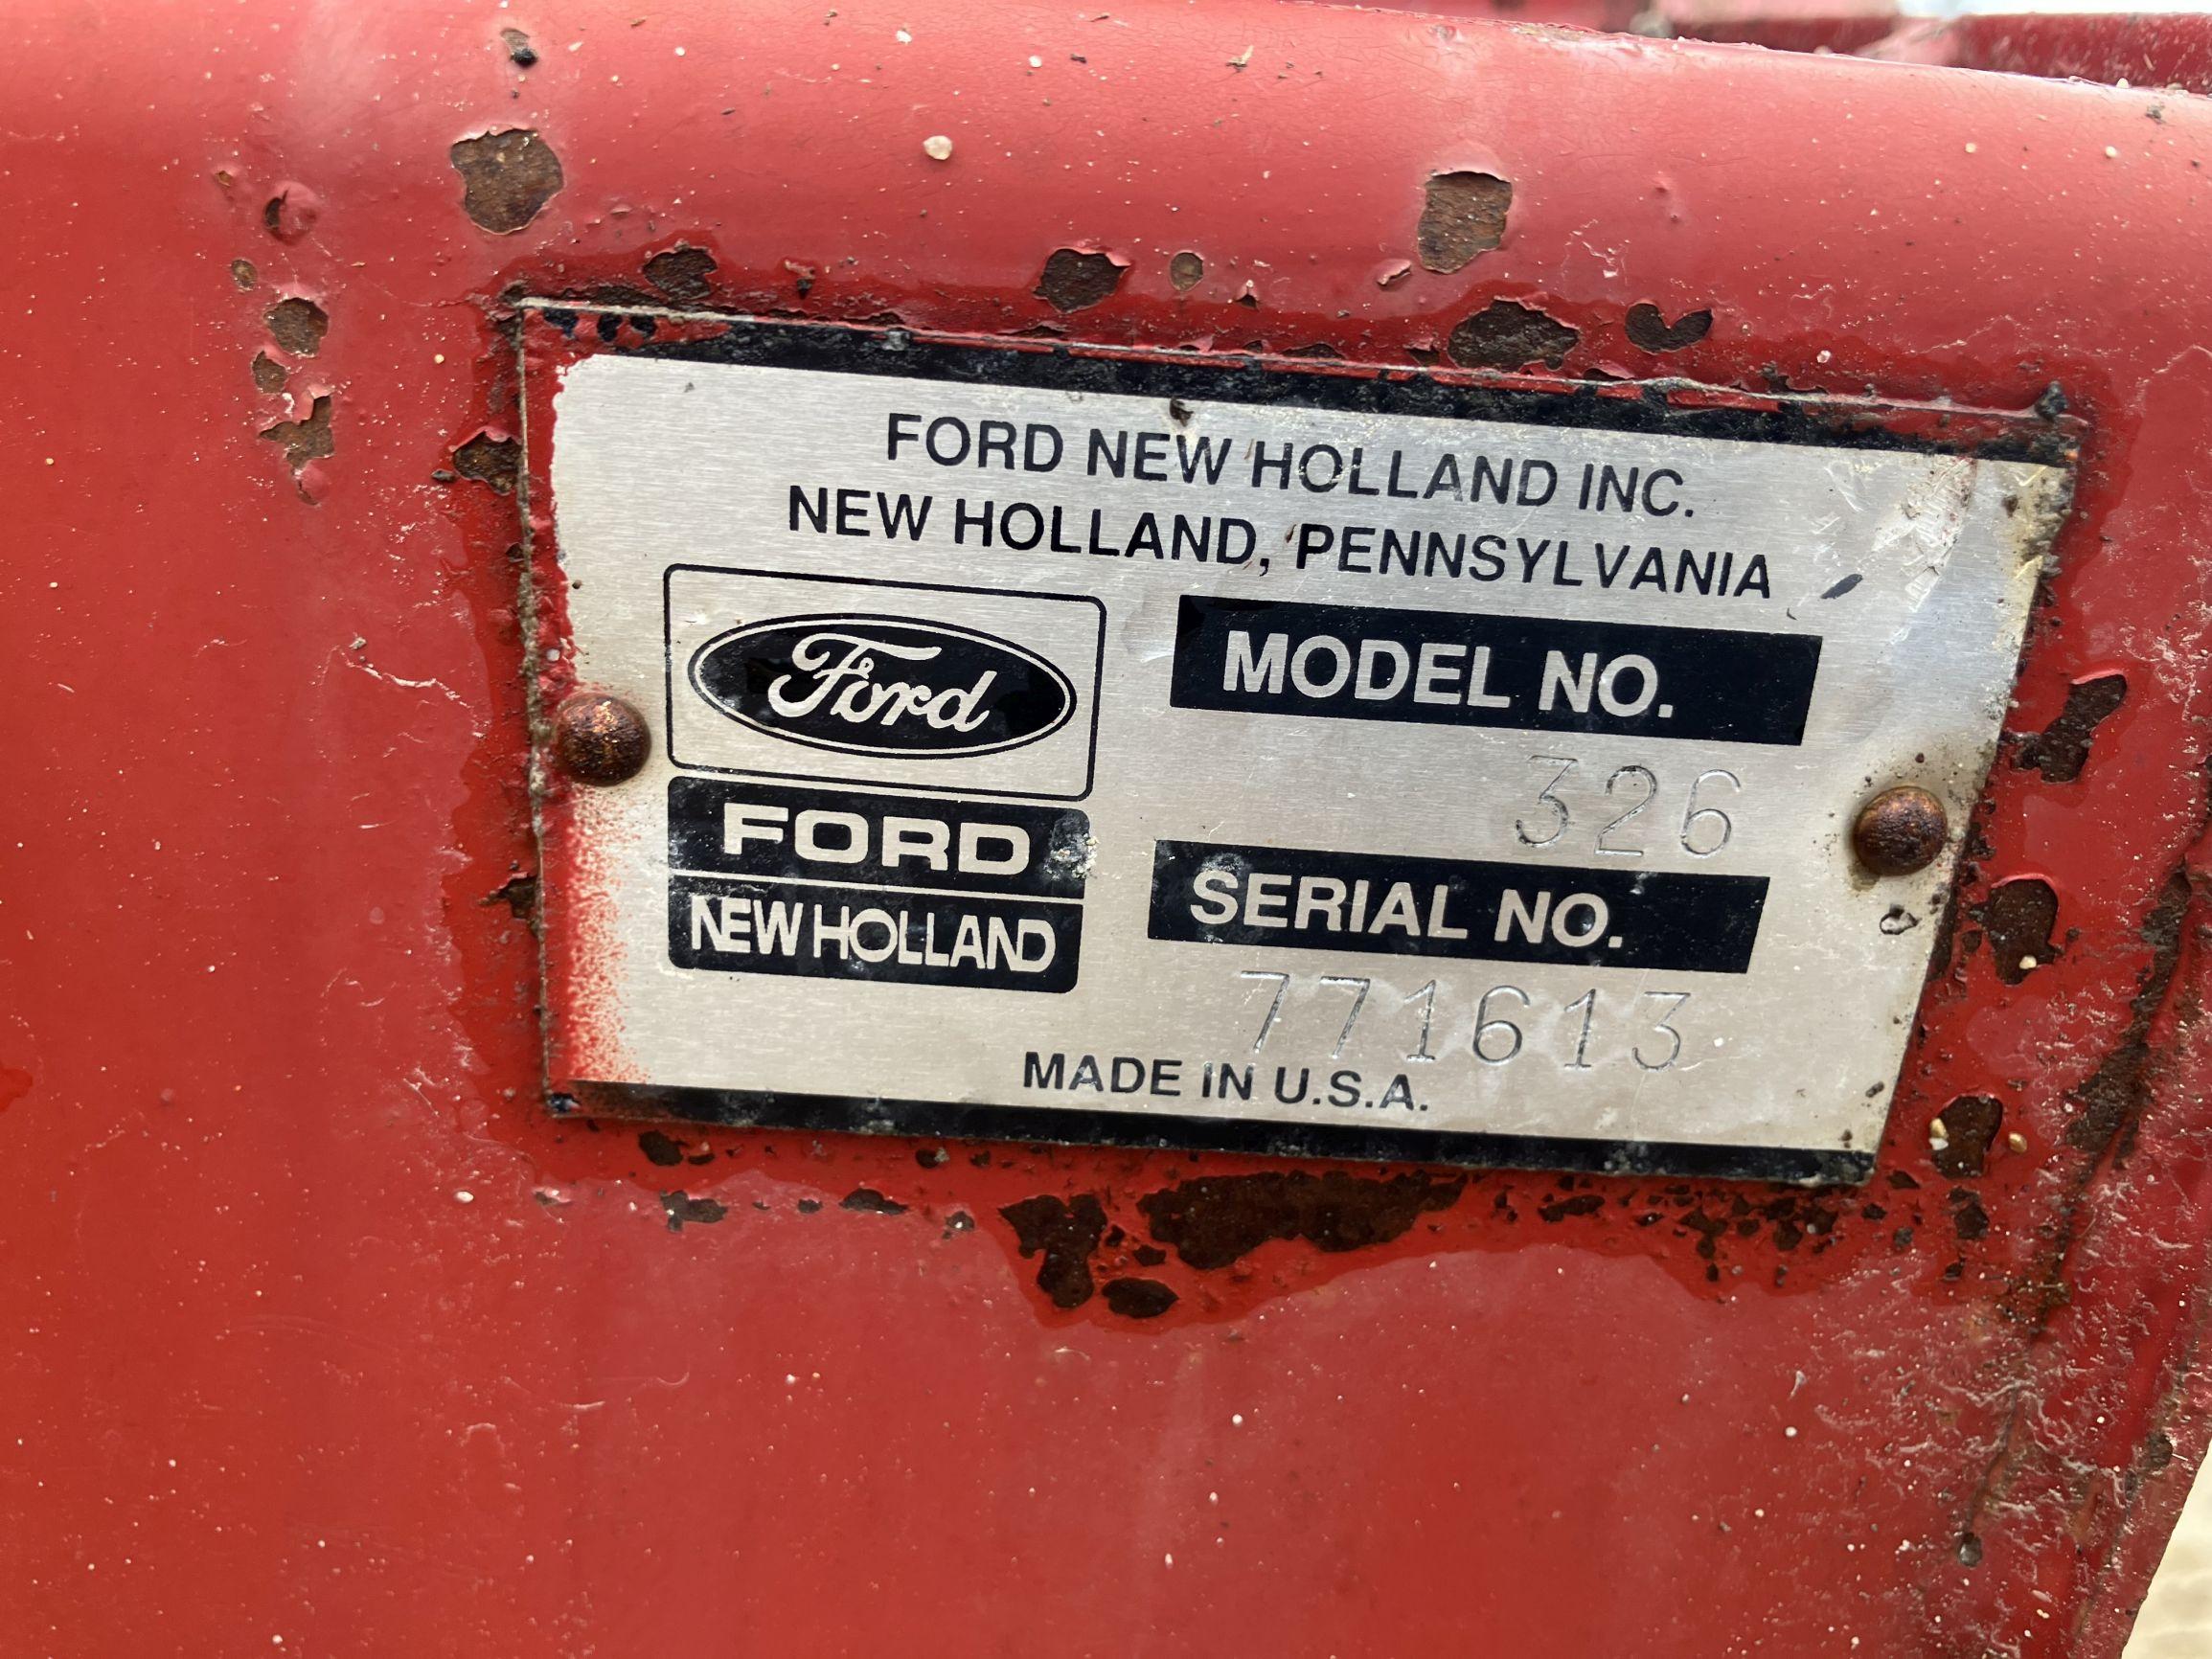 FORD NEW HOLLAND INC.
NEW HOLLAND, PENNSYLVANIA
Ford
FORD
NEW HOLLAND
MODEL NO.
326
SERIAL NO.
771613
MADE IN U.S.A.